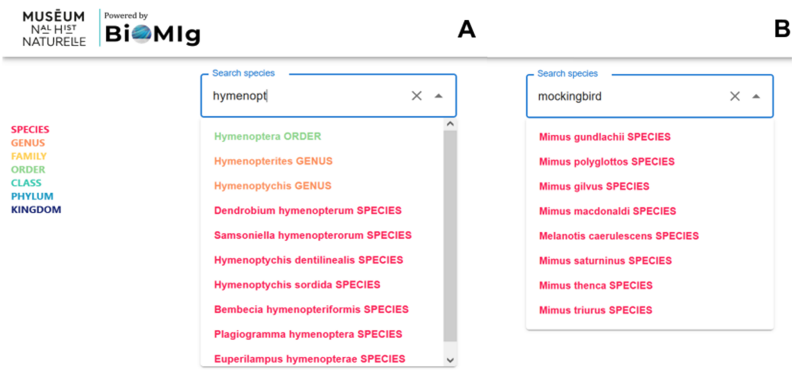 MUSĒUM
NAL HIST
NATURELLE
Powered by
BiOMIg
A
B
Search species
hymenopt
Search species
mockingbird
SPECIES
GENUS
FAMILY
ORDER
CLASS
PHYLUM
KINGDOM
Hymenoptera ORDER
Hymenopterites GENUS
Hymenoptychis GENUS
Dendrobium hymenopterum SPECIES
Samsoniella hymenopterorum SPECIES
Hymenoptychis dentilinealis SPECIES
Hymenoptychis sordida SPECIES
Bembecia hymenopteriformis SPECIES
Plagiogramma hymenoptera SPECIES
Euperilampus hymenopterae SPECIES
Mimus gundlachii SPECIES
Mimus polyglottos SPECIES
Mimus gilvus SPECIES
Mimus macdonaldi SPECIES
Melanotis caerulescens SPECIES
Mimus saturninus SPECIES
Mimus thenca SPECIES
Mimus triurus SPECIES